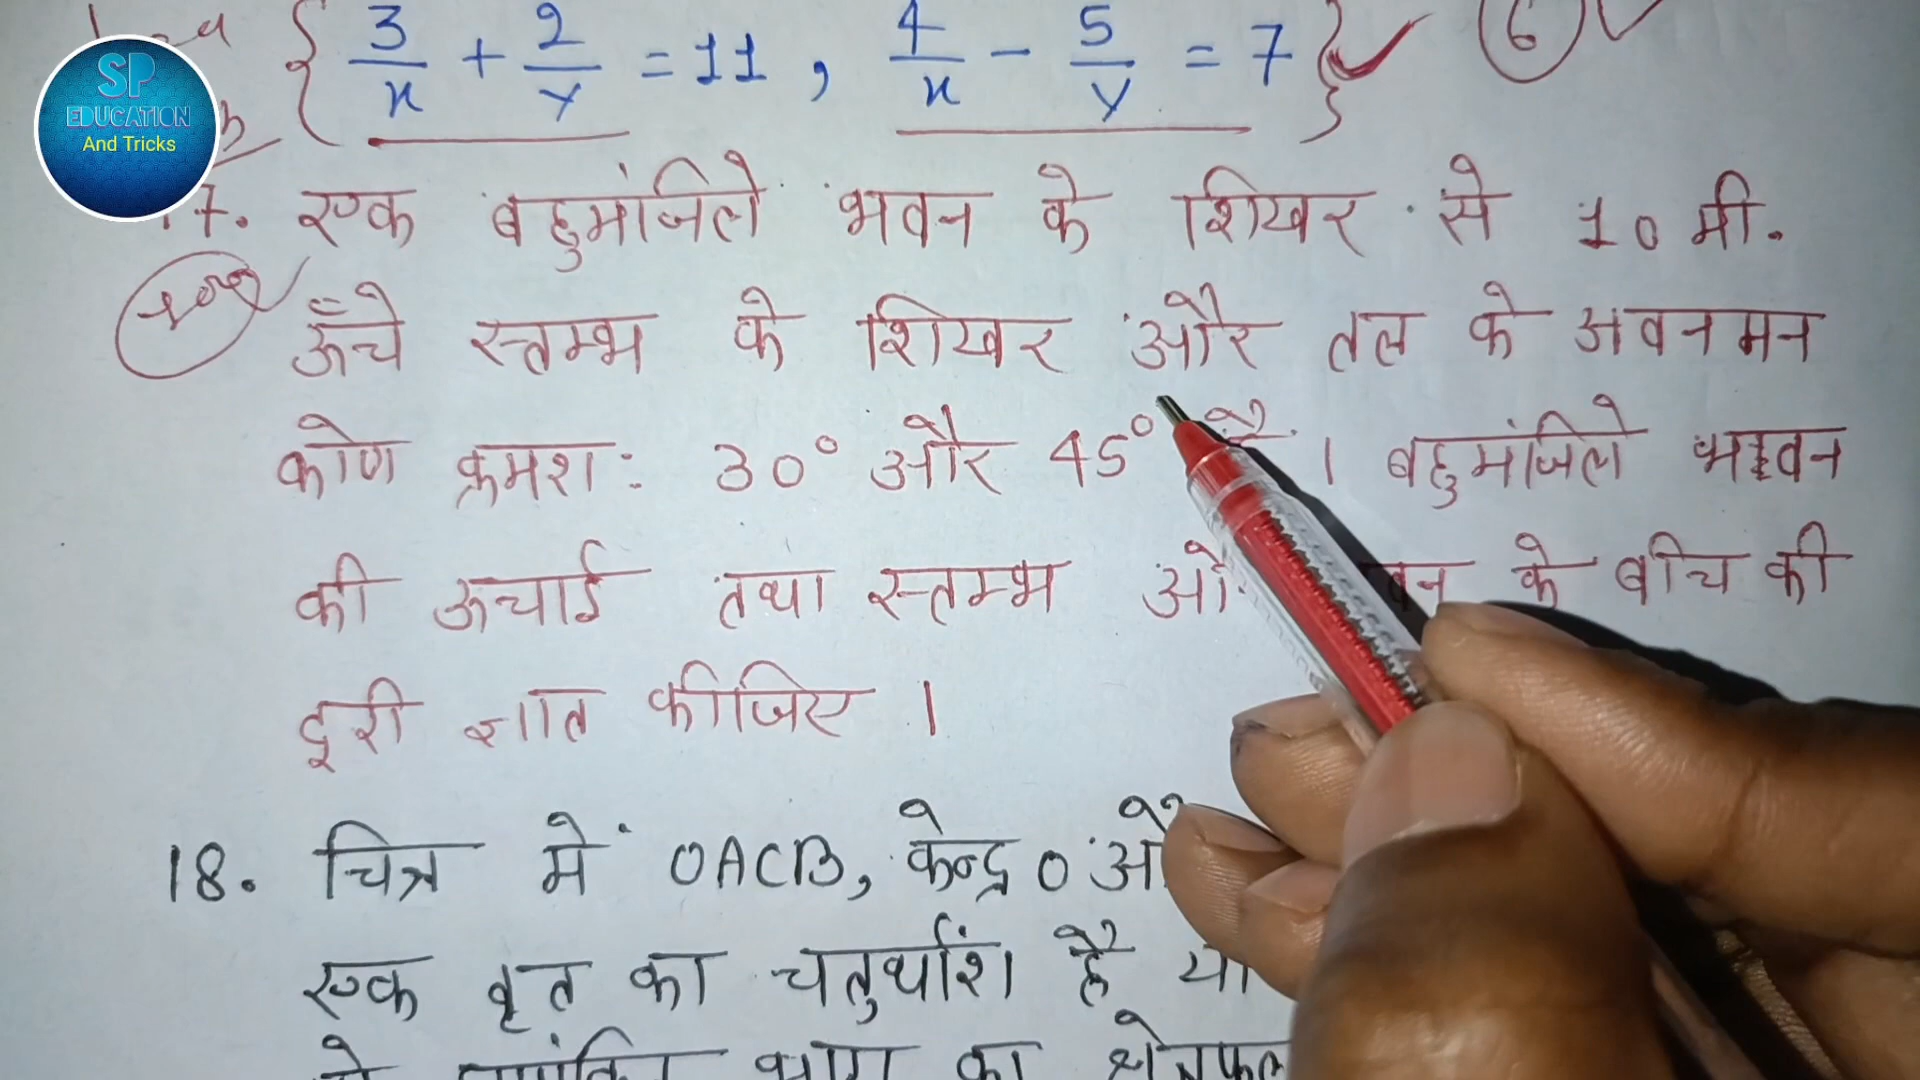 3/x + 2/y = 11 , 4/x - 5/y = 7 6
SP
EDUCATION
And Tricks
17. एक बहुमंजिले भवन के शिखर से 10 मी.
ऊँचे स्तम्भ के शिखर और तल के अवनमन
कोण क्रमश: 30° और 45° है । बहुमंजिले भवन
की ऊचाई तथा स्तम्भ के बीच की
दूरी ज्ञात कीजिए ।
18. चित्र में OACB, केन्द्र O
एक वृत का चतुर्थांश है
भाग का